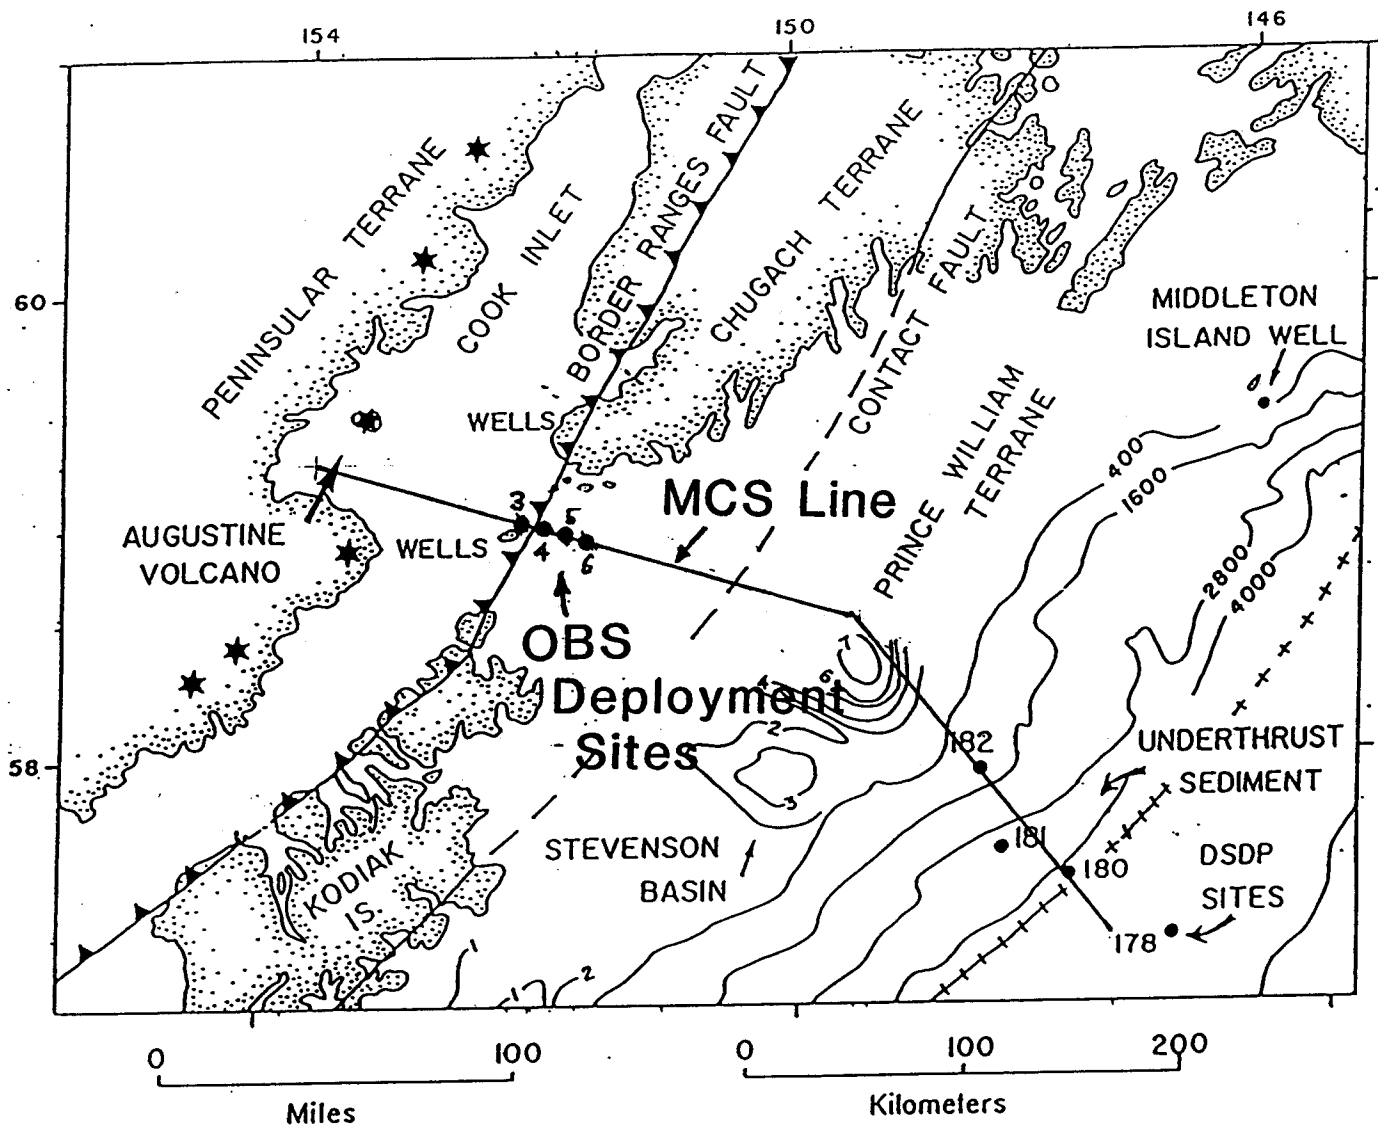 154
150
146
60
58
PENINSULAR TERRANE
COOK INLET
BORDER RANGES FAULT
CHUGACH TERRANE
CONTACT FAULT
PRINCE WILLIAM
TERRANE
MIDDLETON
ISLAND WELL
WELLS
WELLS
AUGUSTINE
VOLCANO
3
4
5
6
MCS Line
OBS
Deployment
Sites
400
1600
2800
4000
7
6
4
2
3
182
181
180
178
UNDERTHRUST
SEDIMENT
DSDP
SITES
STEVENSON
BASIN
KODIAK
IS.
1
1
2
0
100
Miles
0
100
200
Kilometers